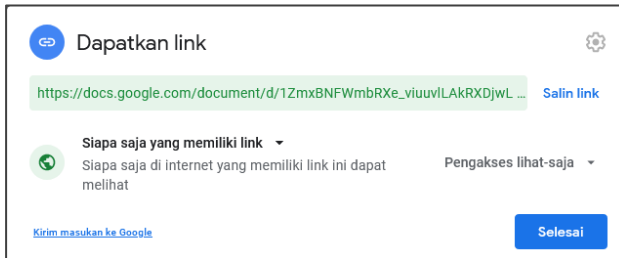 Dapatkan link
https://docs.google.com/document/d/1ZmxBNFWmbRXe_viuuvlLAkRXDjwL ...
Salin link
Siapa saja yang memiliki link
Siapa saja di internet yang memiliki link ini dapat
melihat
Pengakses lihat-saja
Kirim masukan ke Google
Selesai